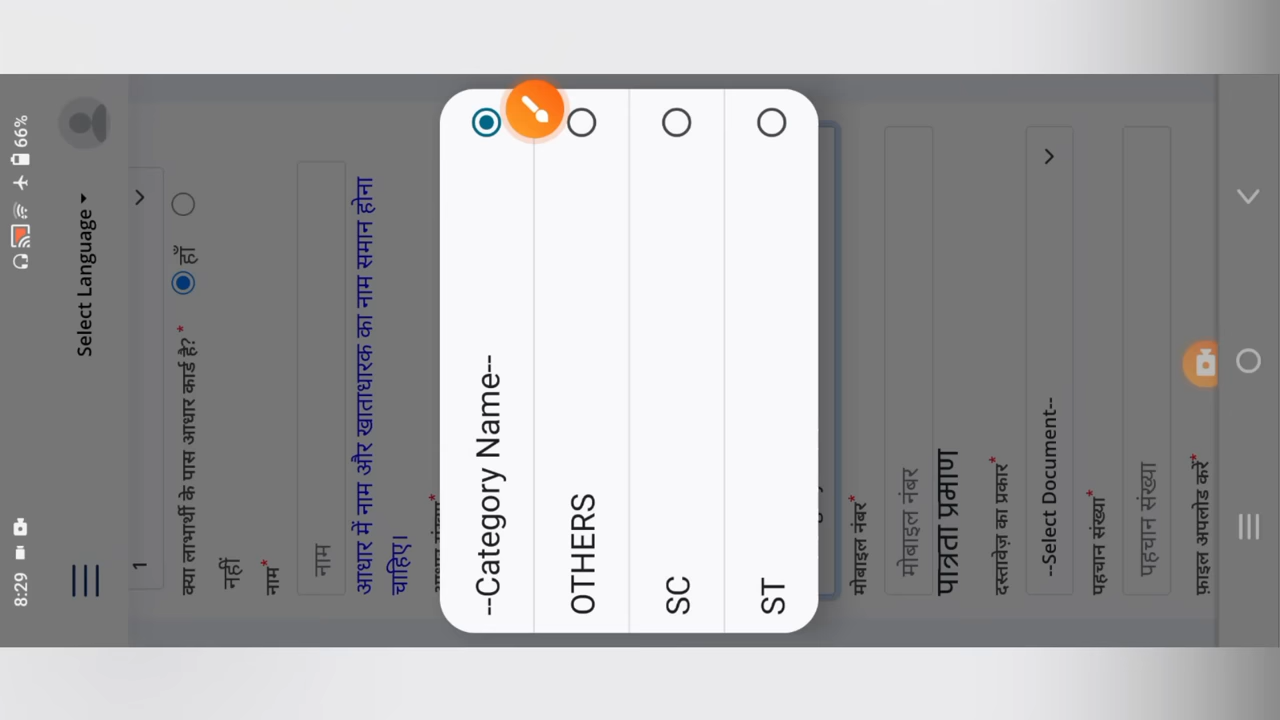 8:29
66%
Select Language
1
क्या लाभार्थी के पास आधार कार्ड है?*
हाँ
नहीं
नाम*
नाम
आधार में नाम और खाताधारक का नाम समान होना
चाहिए।
--Category Name--
OTHERS
SC
ST
मोबाइल नंबर*
मोबाइल नंबर
पात्रता प्रमाण
दस्तावेज़ का प्रकार*
--Select Document--
पहचान संख्या*
पहचान संख्या
फ़ाइल अपलोड करें*